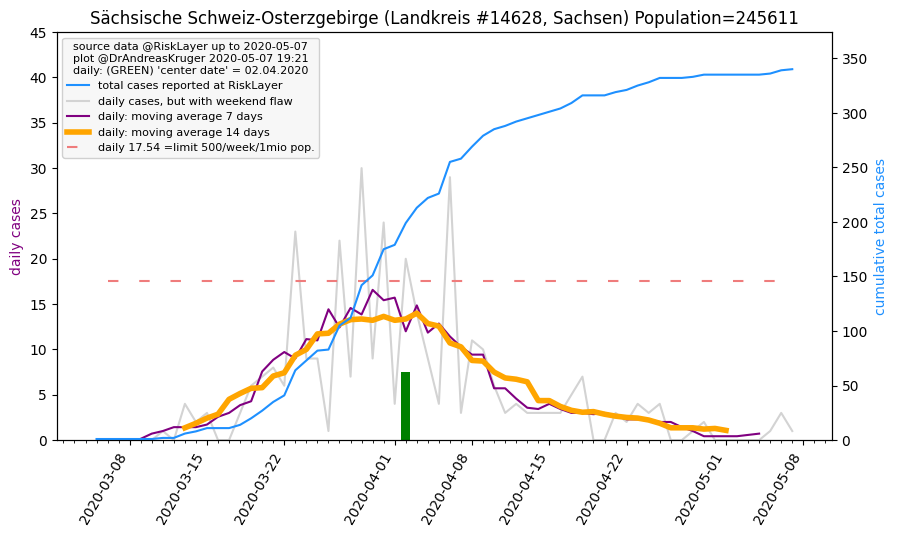 Sächsische Schweiz-Osterzgebirge (Landkreis #14628, Sachsen) Population=245611
source data @RiskLayer up to 2020-05-07
plot @DrAndreasKruger 2020-05-07 19:21
daily: (GREEN) 'center date' = 02.04.2020
total cases reported at RiskLayer
daily cases, but with weekend flaw
daily: moving average 7 days
daily: moving average 14 days
daily 17.54 =limit 500/week/1mio pop.
daily cases
45
40
35
30
25
20
15
10
5
0
cumulative total cases
350
300
250
200
150
100
50
0
2020-03-08
2020-03-15
2020-03-22
2020-04-01
2020-04-08
2020-04-15
2020-04-22
2020-05-01
2020-05-08